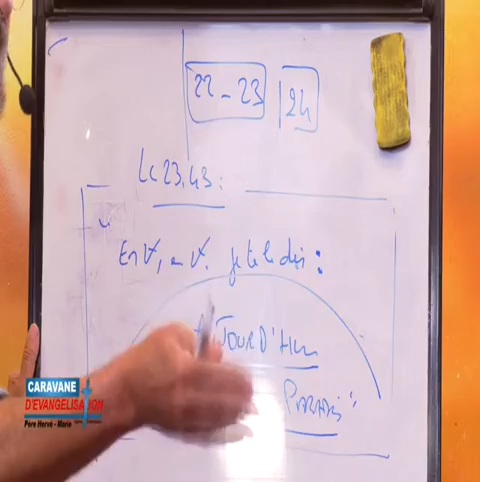 22-23 24
Lc 23.43:
En V, en V. je te le dis:
JOURD'HUI
PARADIS
CARAVANE
D'EVANGELISATION
Père Hervé - Marie